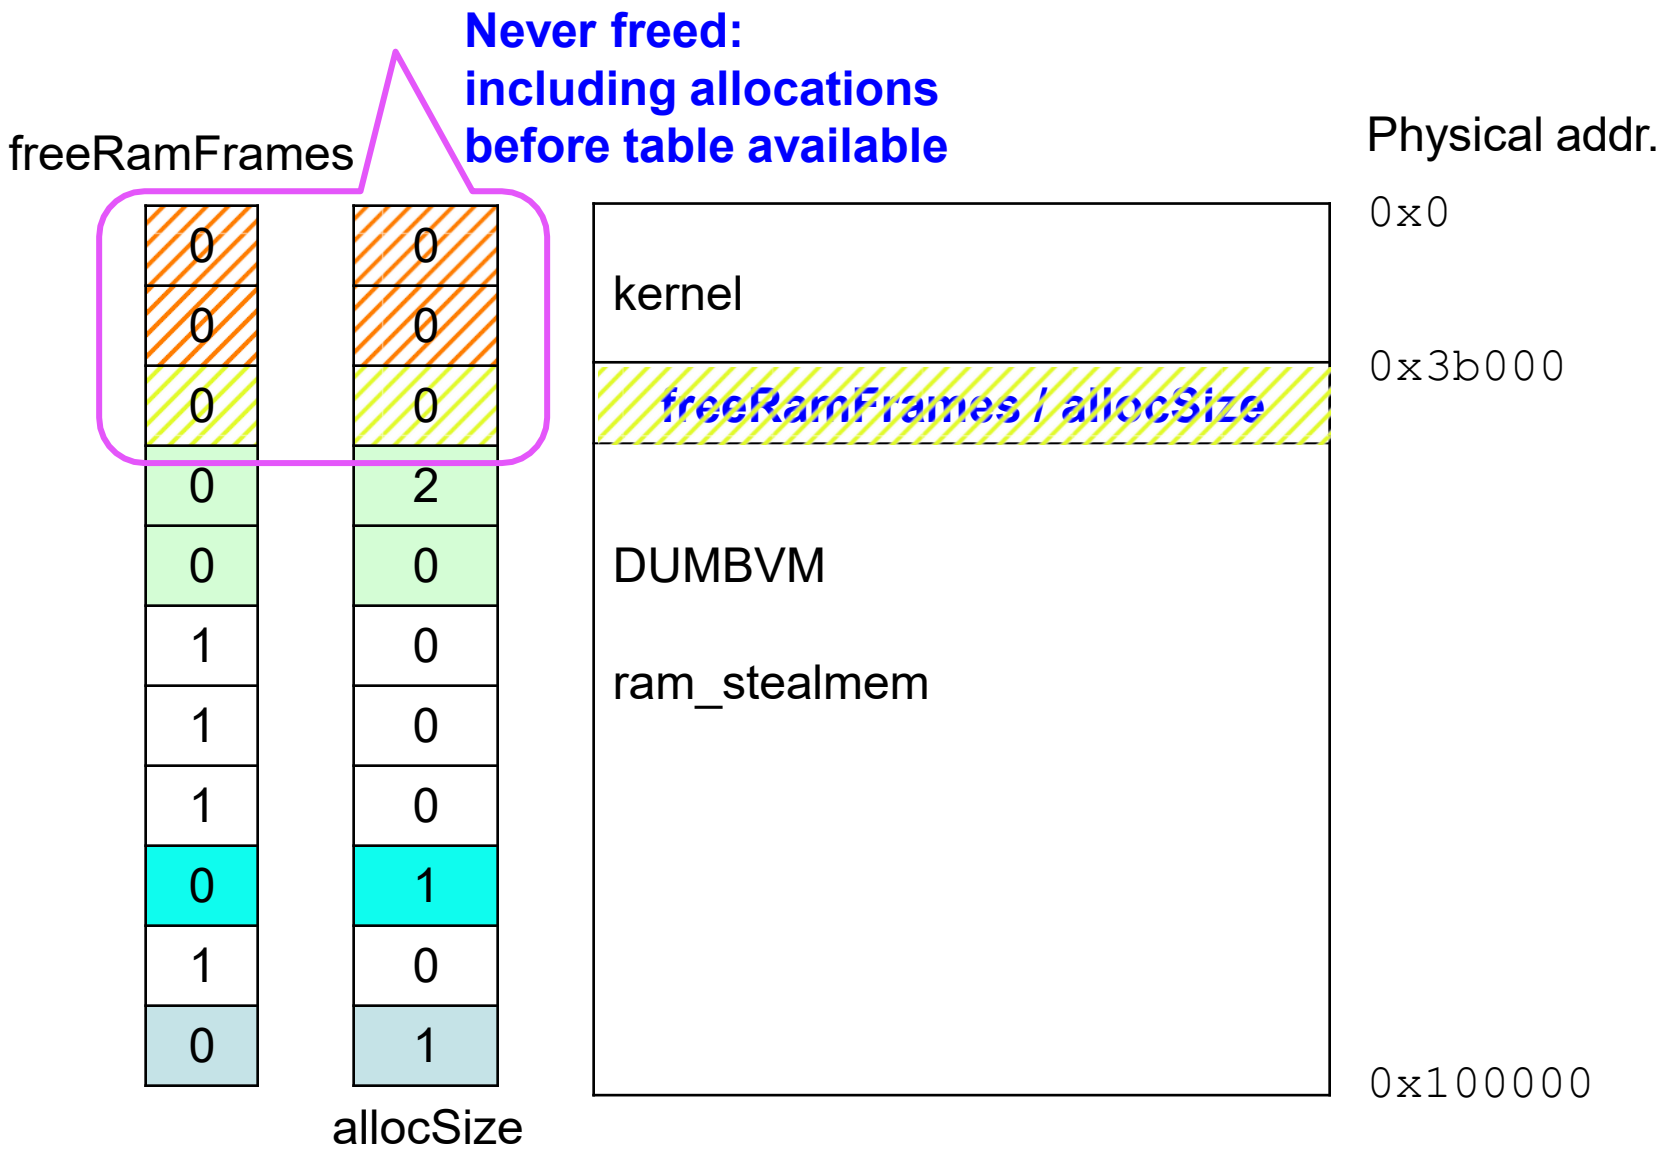 Never freed:
including allocations
before table available
freeRamFrames
Physical addr.
0 0 0x0
0 0 kernel
0x3b000
0 0 freeRamFrames / allocSize
0 2
0 0 DUMBVM
1 0
1 0 ram_stealmem
1 0
0 1
1 0
0 1
0x100000
allocSize